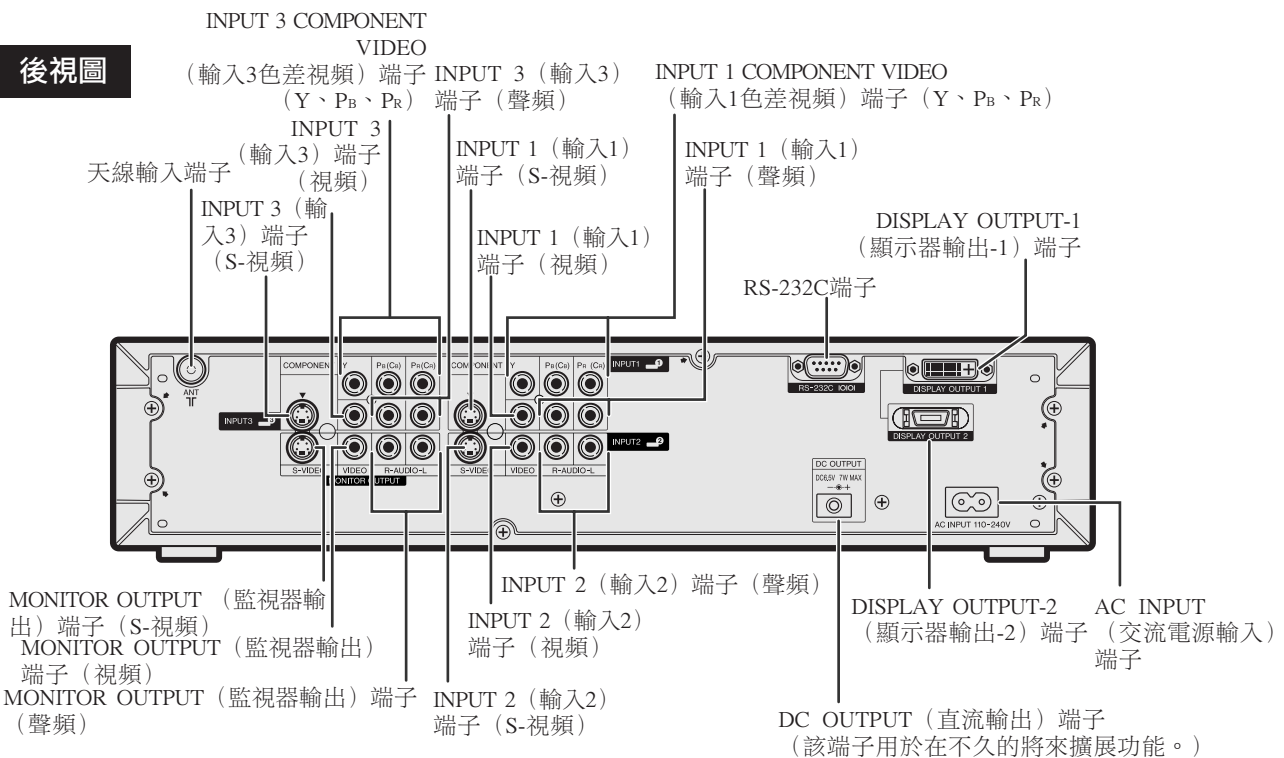 後視圖
INPUT 3 COMPONENT
VIDEO
（輸入3色差視頻）端子
（Y、PB、PR）
INPUT 3（輸入3）
端子（聲頻）
INPUT 1 COMPONENT VIDEO
（輸入1色差視頻）端子（Y、PB、PR）
INPUT 3
（輸入3）端子
（視頻）
INPUT 1（輸入1）
端子（S-視頻）
INPUT 1（輸入1）
端子（聲頻）
天線輸入端子
INPUT 3（輸
入3）端子
（S-視頻）
INPUT 1（輸入1）
端子（視頻）
DISPLAY OUTPUT-1
（顯示器輸出-1）端子
RS-232C端子
ANT
COMPONENT
Y
PB(CB)
PR(CR)
COMPONENT
Y
PB(CB)
PR (CR)
INPUT1 1
INPUT3 3
INPUT2 2
S-VIDEO
VIDEO
R-AUDIO-L
S-VIDEO
VIDEO
R-AUDIO-L
MONITOR OUTPUT
RS-232C IOIOI
DISPLAY OUTPUT 1
DISPLAY OUTPUT 2
DC OUTPUT
DC6.5V 7W MAX
AC INPUT 110-240V
MONITOR OUTPUT （監視器輸
出）端子（S-視頻）
MONITOR OUTPUT（監視器輸出）
端子（視頻）
MONITOR OUTPUT（監視器輸出）端子
（聲頻）
INPUT 2（輸入2）端子（聲頻）
INPUT 2（輸入2）
端子（視頻）
INPUT 2（輸入2）
端子（S-視頻）
DISPLAY OUTPUT-2
（顯示器輸出-2）端子
AC INPUT
（交流電源輸入）
端子
DC OUTPUT（直流輸出）端子
（該端子用於在不久的將來擴展功能。）